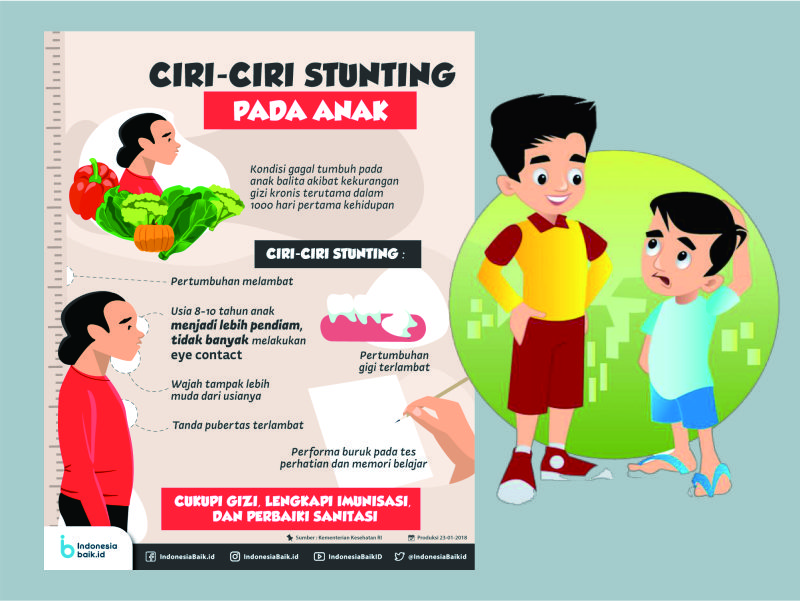 CIRI-CIRI STUNTING
PADA ANAK
Kondisi gagal tumbuh pada
anak balita akibat kekurangan
gizi kronis terutama dalam
1000 hari pertama kehidupan
CIRI-CIRI STUNTING :
Pertumbuhan melambat
Usia 8-10 tahun anak
menjadi lebih pendiam,
tidak banyak melakukan
eye contact
Pertumbuhan
gigi terlambat
Wajah tampak lebih
muda dari usianya
Tanda pubertas terlambat
Performa buruk pada tes
perhatian dan memori belajar
CUKUPI GIZI, LENGKAPI IMUNISASI,
DAN PERBAIKI SANITASI
Sumber : Kementerian Kesehatan RI
Produksi 23-01-2018
Indonesia
baik.id
IndonesiaBaik.id
IndonesiaBaik.id
IndonesiaBaikID
@IndonesiaBaikid